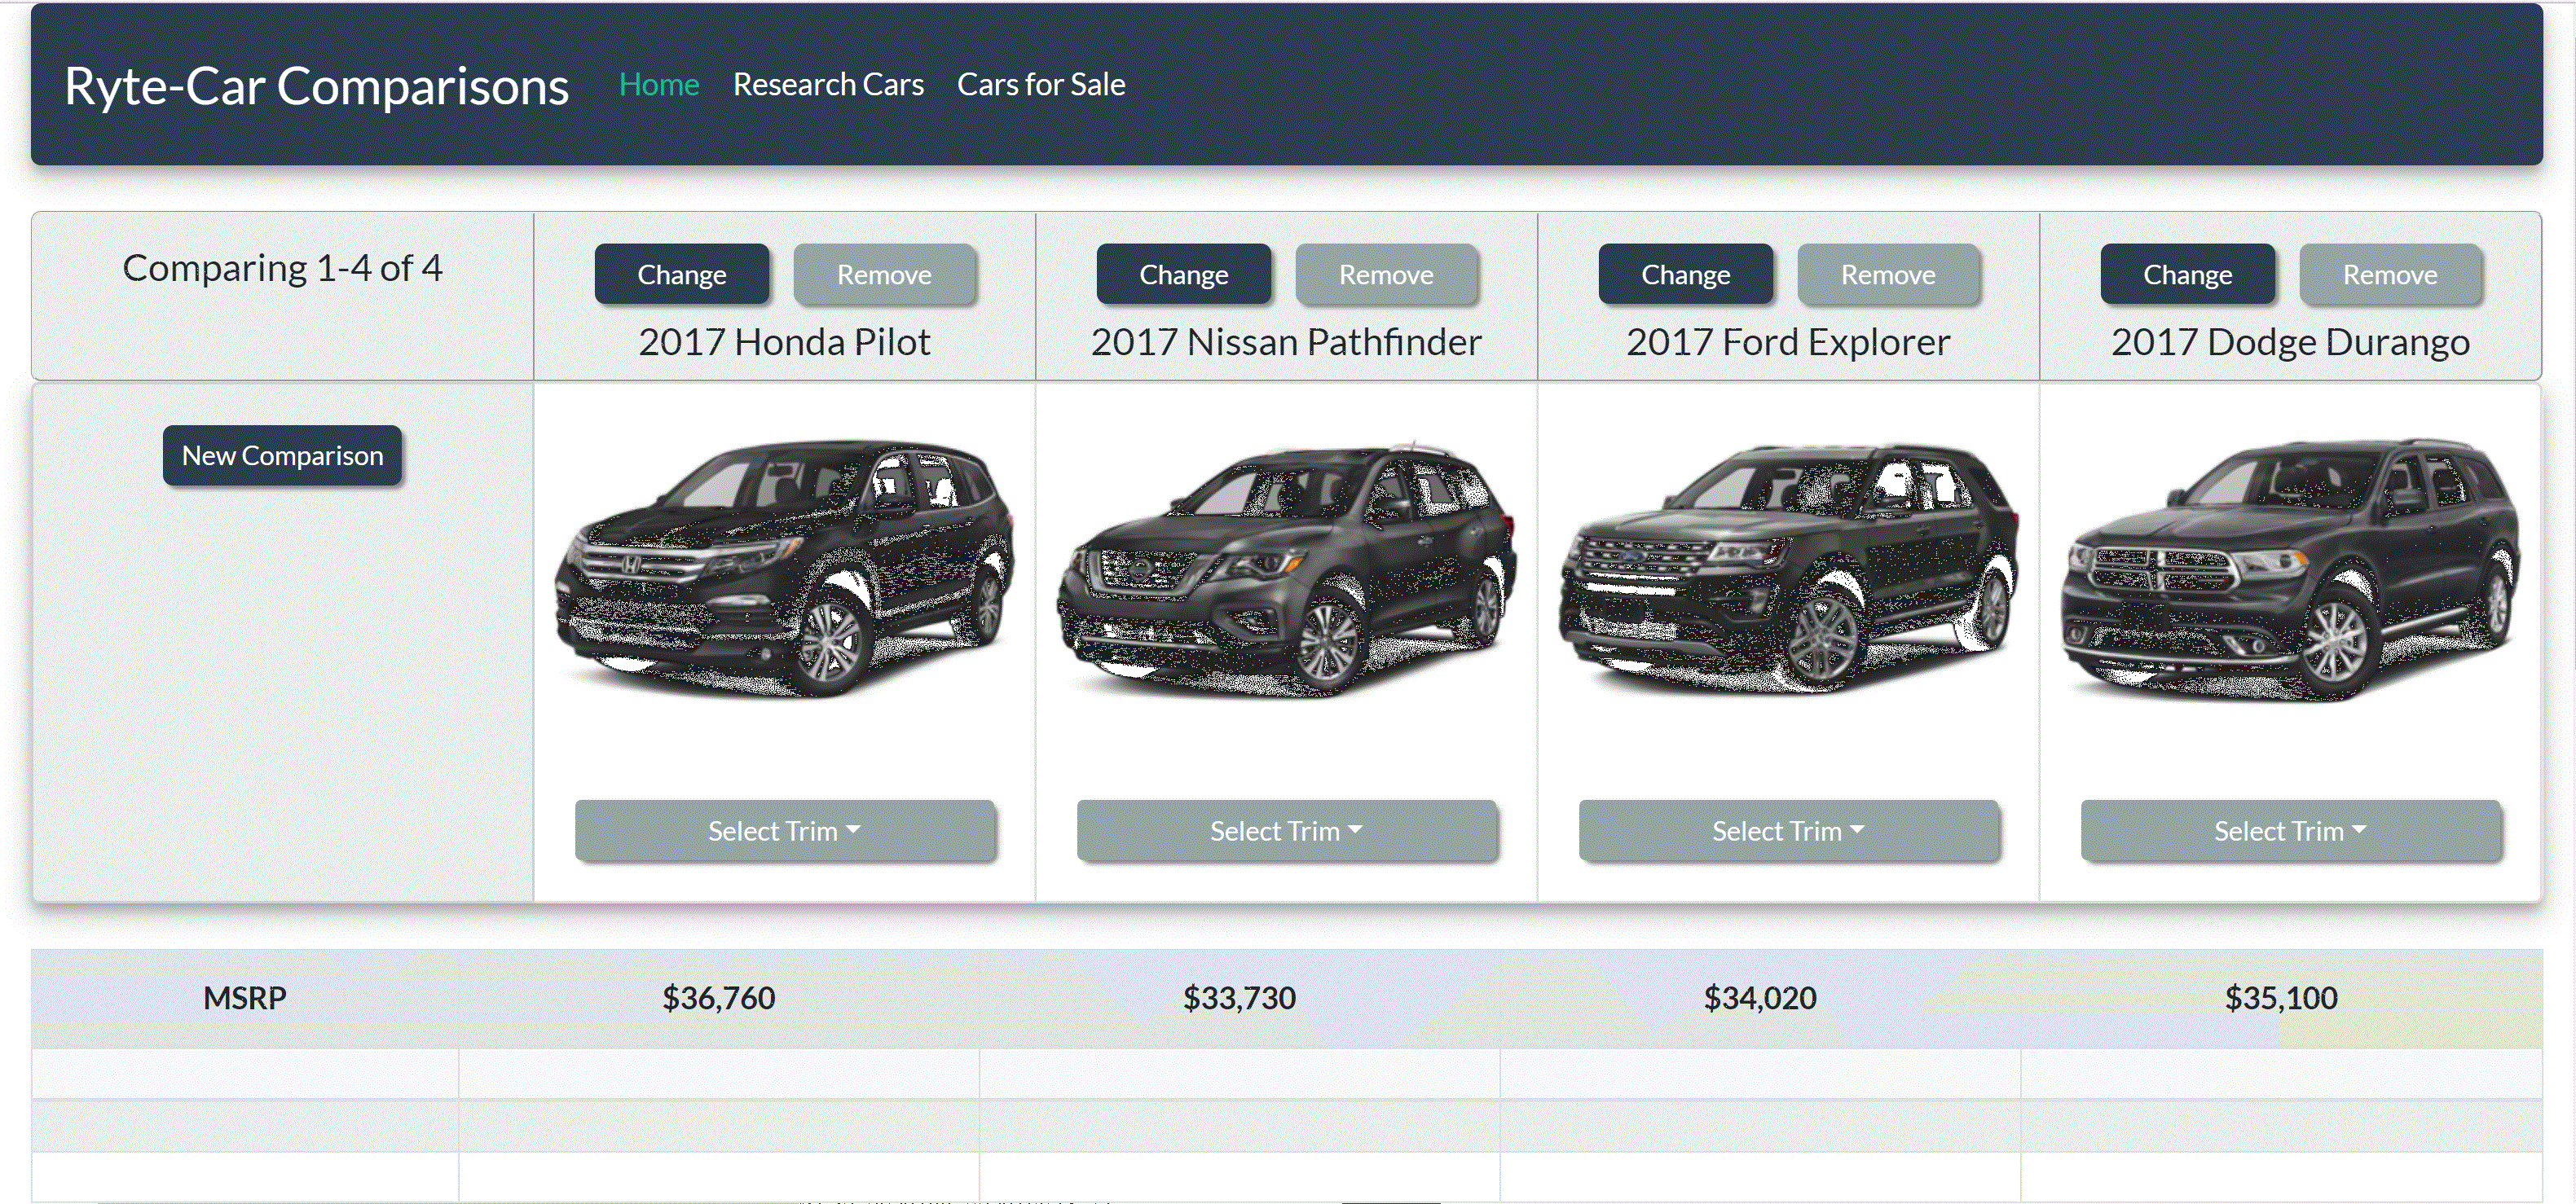 Ryte-Car Comparisons Home Research Cars Cars for Sale
Comparing 1-4 of 4
Change Remove
2017 Honda Pilot
Change Remove
2017 Nissan Pathfinder
Change Remove
2017 Ford Explorer
Change Remove
2017 Dodge Durango
New Comparison
Select Trim
Select Trim
Select Trim
Select Trim
MSRP $36,760 $33,730 $34,020 $35,100